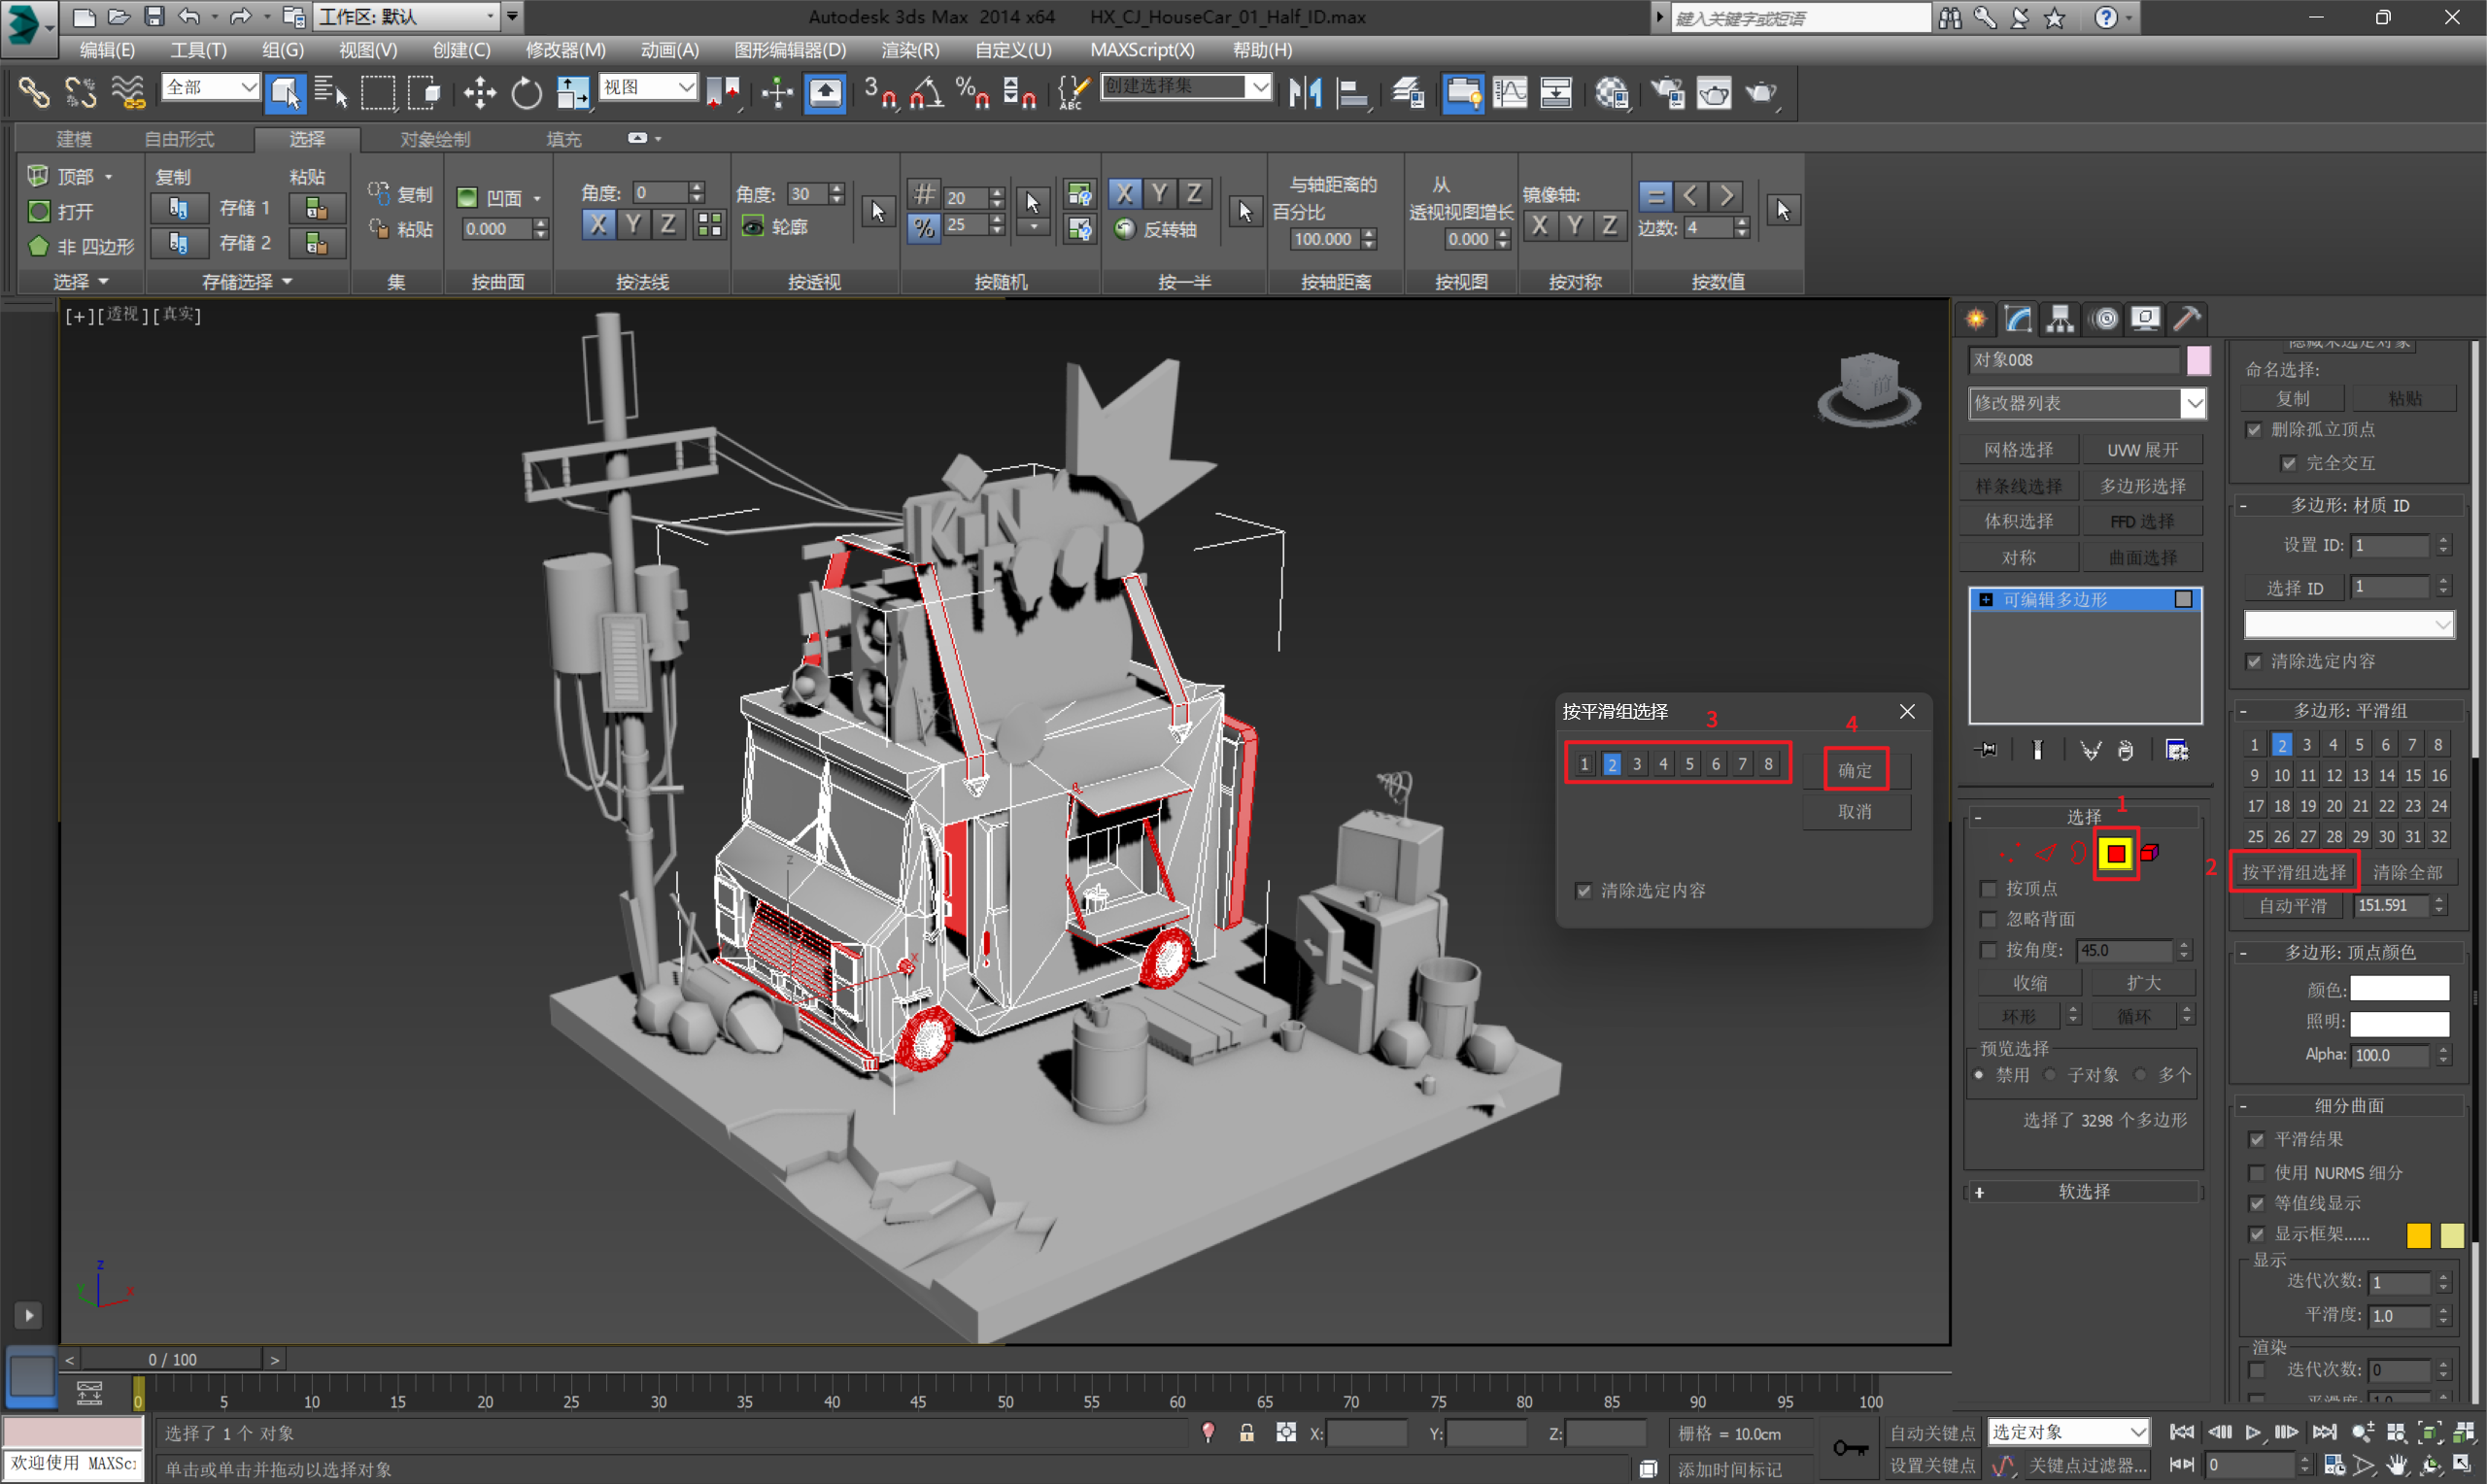 工作区: 默认
Autodesk 3ds Max 2014 x64 HX_CJ_HouseCar_01_Half_ID.max
键入关键字或短语
编辑(E) 工具(T) 组(G) 视图(V) 创建(C) 修改器(M) 动画(A) 图形编辑器(D) 渲染(R) 自定义(U) MAXScript(X) 帮助(H)
全部 视图 3 % ABC 创建选择集
建模 自由形式 选择 对象绘制 填充
顶部 复制 粘贴
打开 存储 1
非 四边形 存储 2
选择 存储选择
复制
粘贴
集
凹面
0.000
按曲面
角度: 0
X Y Z
按法线
角度: 30
轮廓
按透视
# 20
% 25
按随机
X Y Z
反转轴
按一半
与轴距离的
百分比
100.000
按轴距离
从
透视视图增长
0.000
按视图
镜像轴:
X Y Z
按对称
= < >
边数: 4
按数值
[+][透视][真实]
KIN
FOOD
按平滑组选择 3 4
1 2 3 4 5 6 7 8 确定
取消
清除选定内容
对象008
修改器列表
网格选择 UVW 展开
样条线选择 多边形选择
体积选择 FFD 选择
对称 曲面选择
可编辑多边形
1
选择
按顶点
忽略背面
按角度: 45.0
收缩 扩大
环形 循环
预览选择
禁用 子对象 多个
选择了 3298 个多边形
软选择
隐藏未选定对象
命名选择:
复制 粘贴
删除孤立顶点
完全交互
多边形: 材质 ID
设置 ID: 1
选择 ID 1
清除选定内容
多边形: 平滑组
1 2 3 4 5 6 7 8
9 10 11 12 13 14 15 16
17 18 19 20 21 22 23 24
25 26 27 28 29 30 31 32
2 按平滑组选择 清除全部
自动平滑 151.591
多边形: 顶点颜色
颜色:
照明:
Alpha: 100.0
细分曲面
平滑结果
使用 NURMS 细分
等值线显示
显示框架......
显示
迭代次数: 1
平滑度: 1.0
渲染
迭代次数: 0
平滑度: 1.0
z
x
z
y x
< 0 / 100 >
0 5 10 15 20 25 30 35 40 45 50 55 60 65 70 75 80 85 90 95 100
选择了 1 个 对象 X: Y: Z: 栅格 = 10.0cm 自动关键点 选定对象
欢迎使用 MAXSc 单击或单击并拖动以选择对象 添加时间标记 设置关键点 关键点过滤器... 0